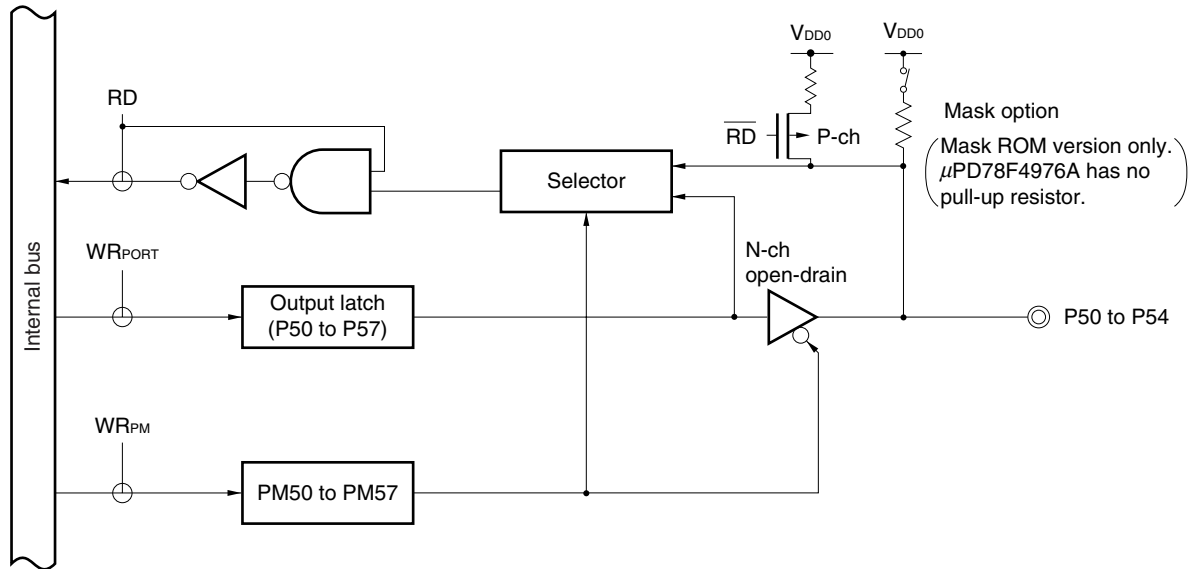 VDD0
VDD0
RD
Mask option
RD
P-ch
Mask ROM version only.
μPD78F4976A has no
pull-up resistor.
Selector
Internal bus
WRPORT
N-ch
open-drain
Output latch
(P50 to P57)
P50 to P54
WRPM
PM50 to PM57